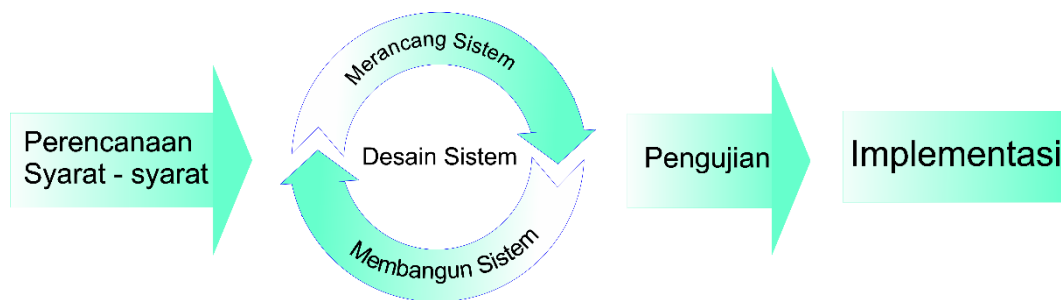 Perencanaan
Syarat - syarat
Merancang Sistem
Desain Sistem
Membangun Sistem
Pengujian
Implementasi